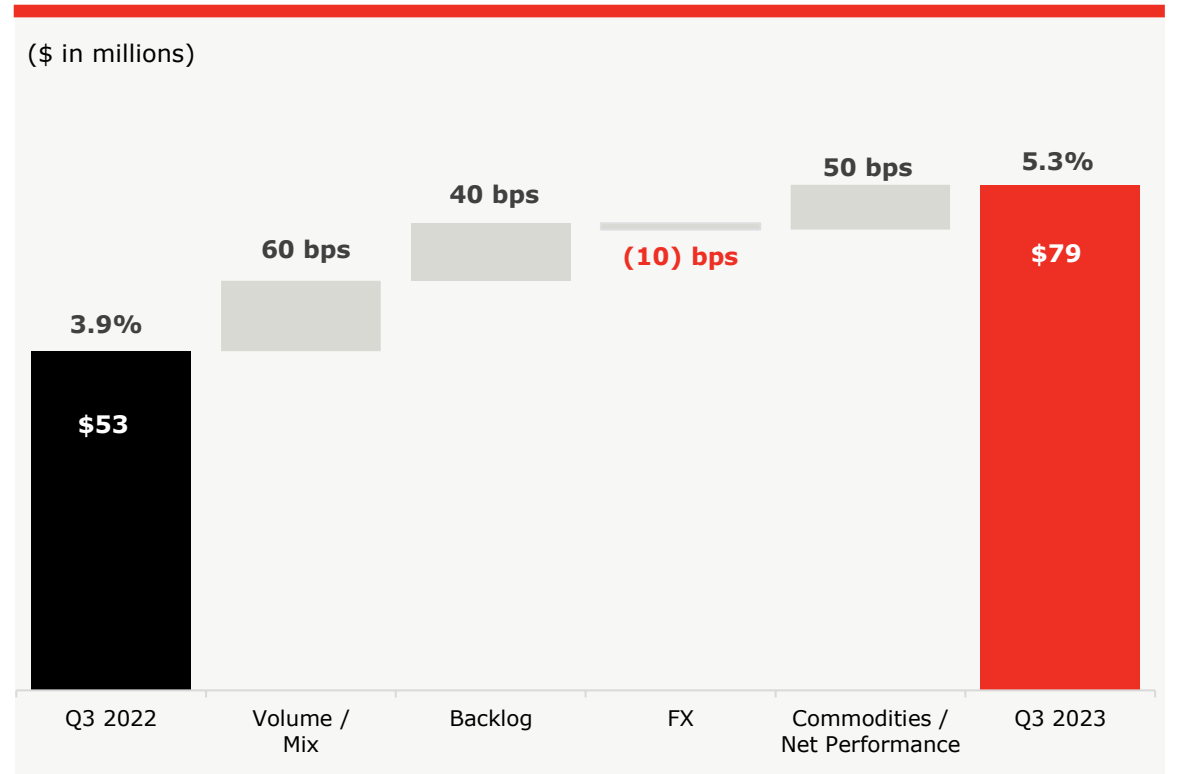 ($ in millions)
3.9%
$53
60 bps
40 bps
(10) bps
50 bps
5.3%
$79
Q3 2022
Volume /
Mix
Backlog
FX
Commodities /
Net Performance
Q3 2023